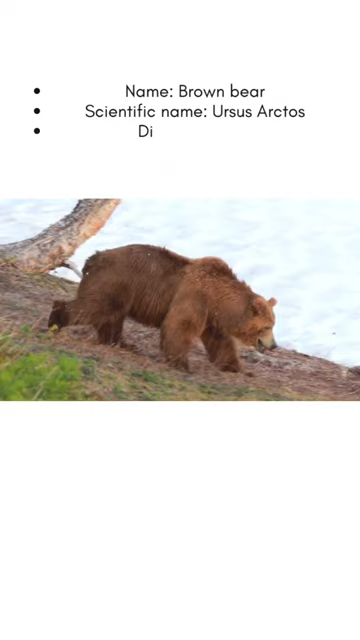 • Name: Brown bear
• Scientific name: Ursus Arctos
• Di